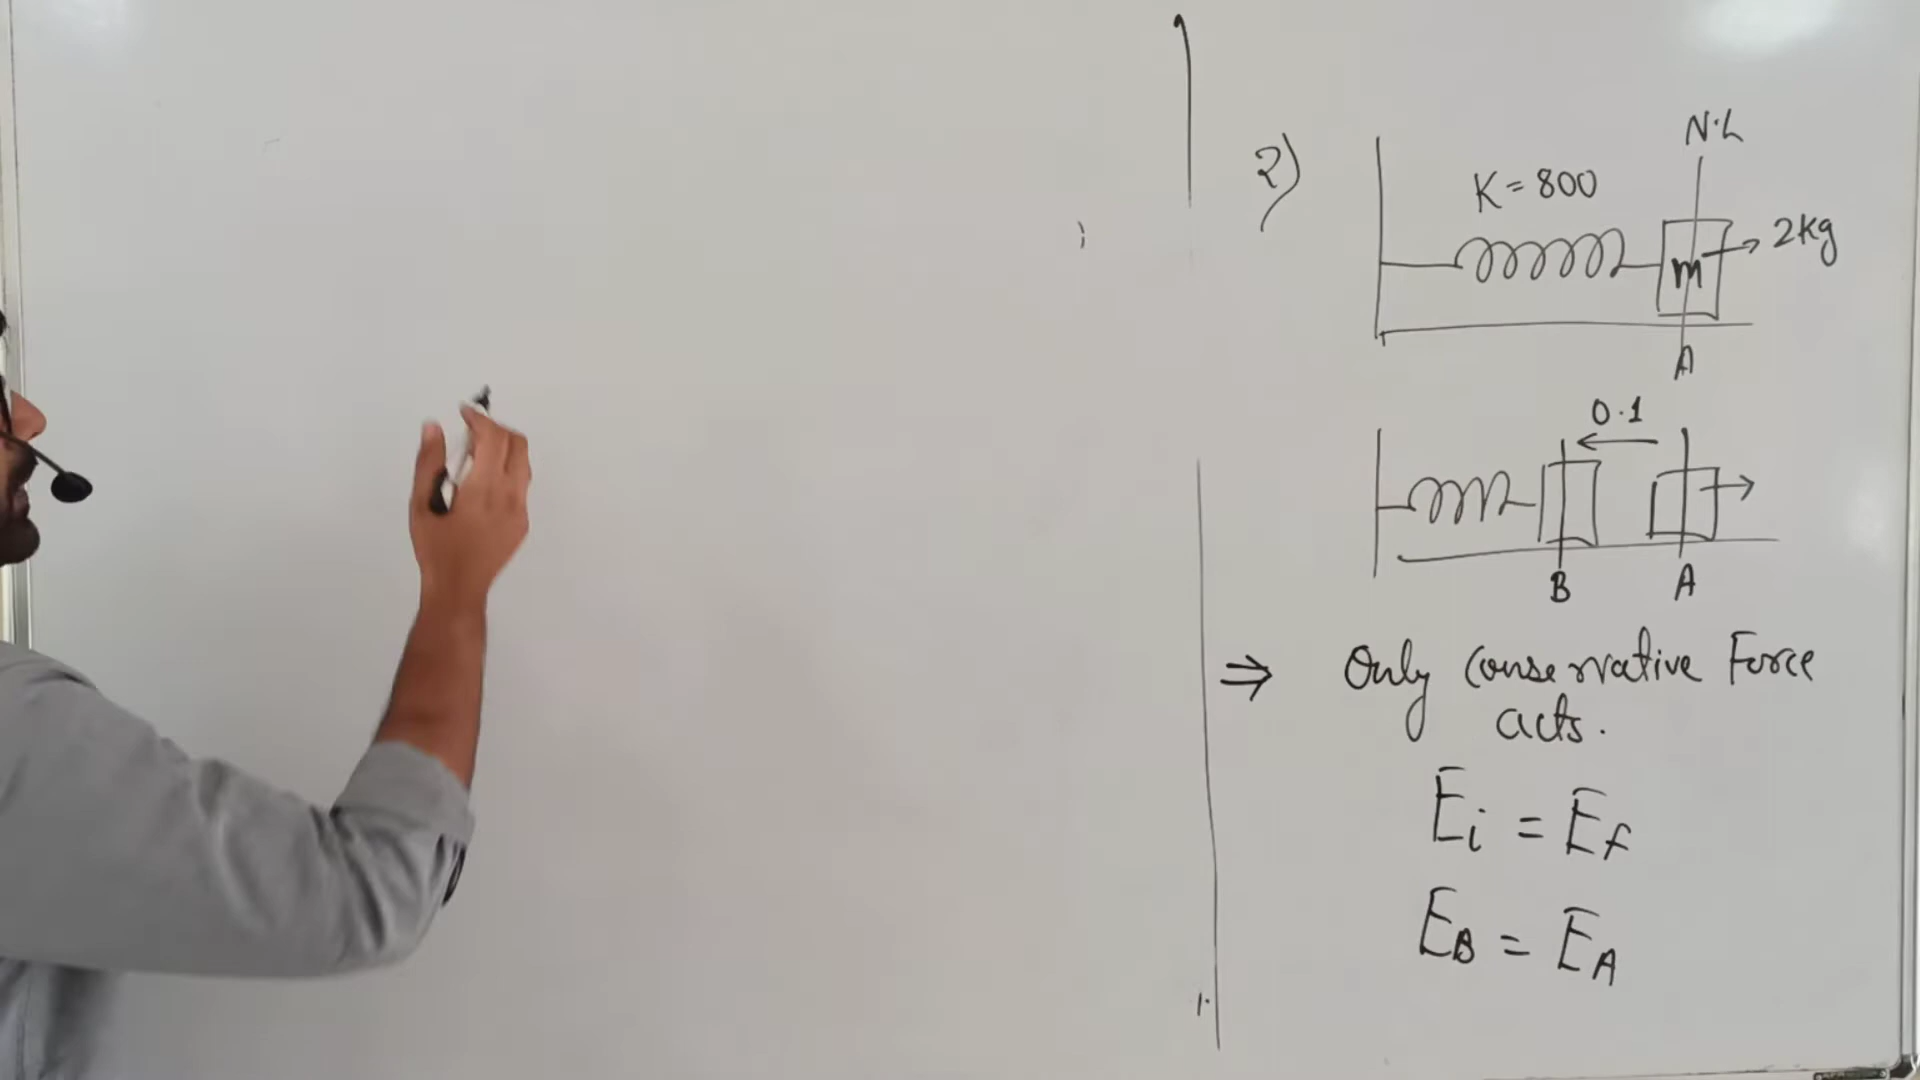 2)
N.L
K = 800
2kg
m
A
0.1
B A
⇒ Only Conservative Force
acts.
Ei = Ef
EB = EA